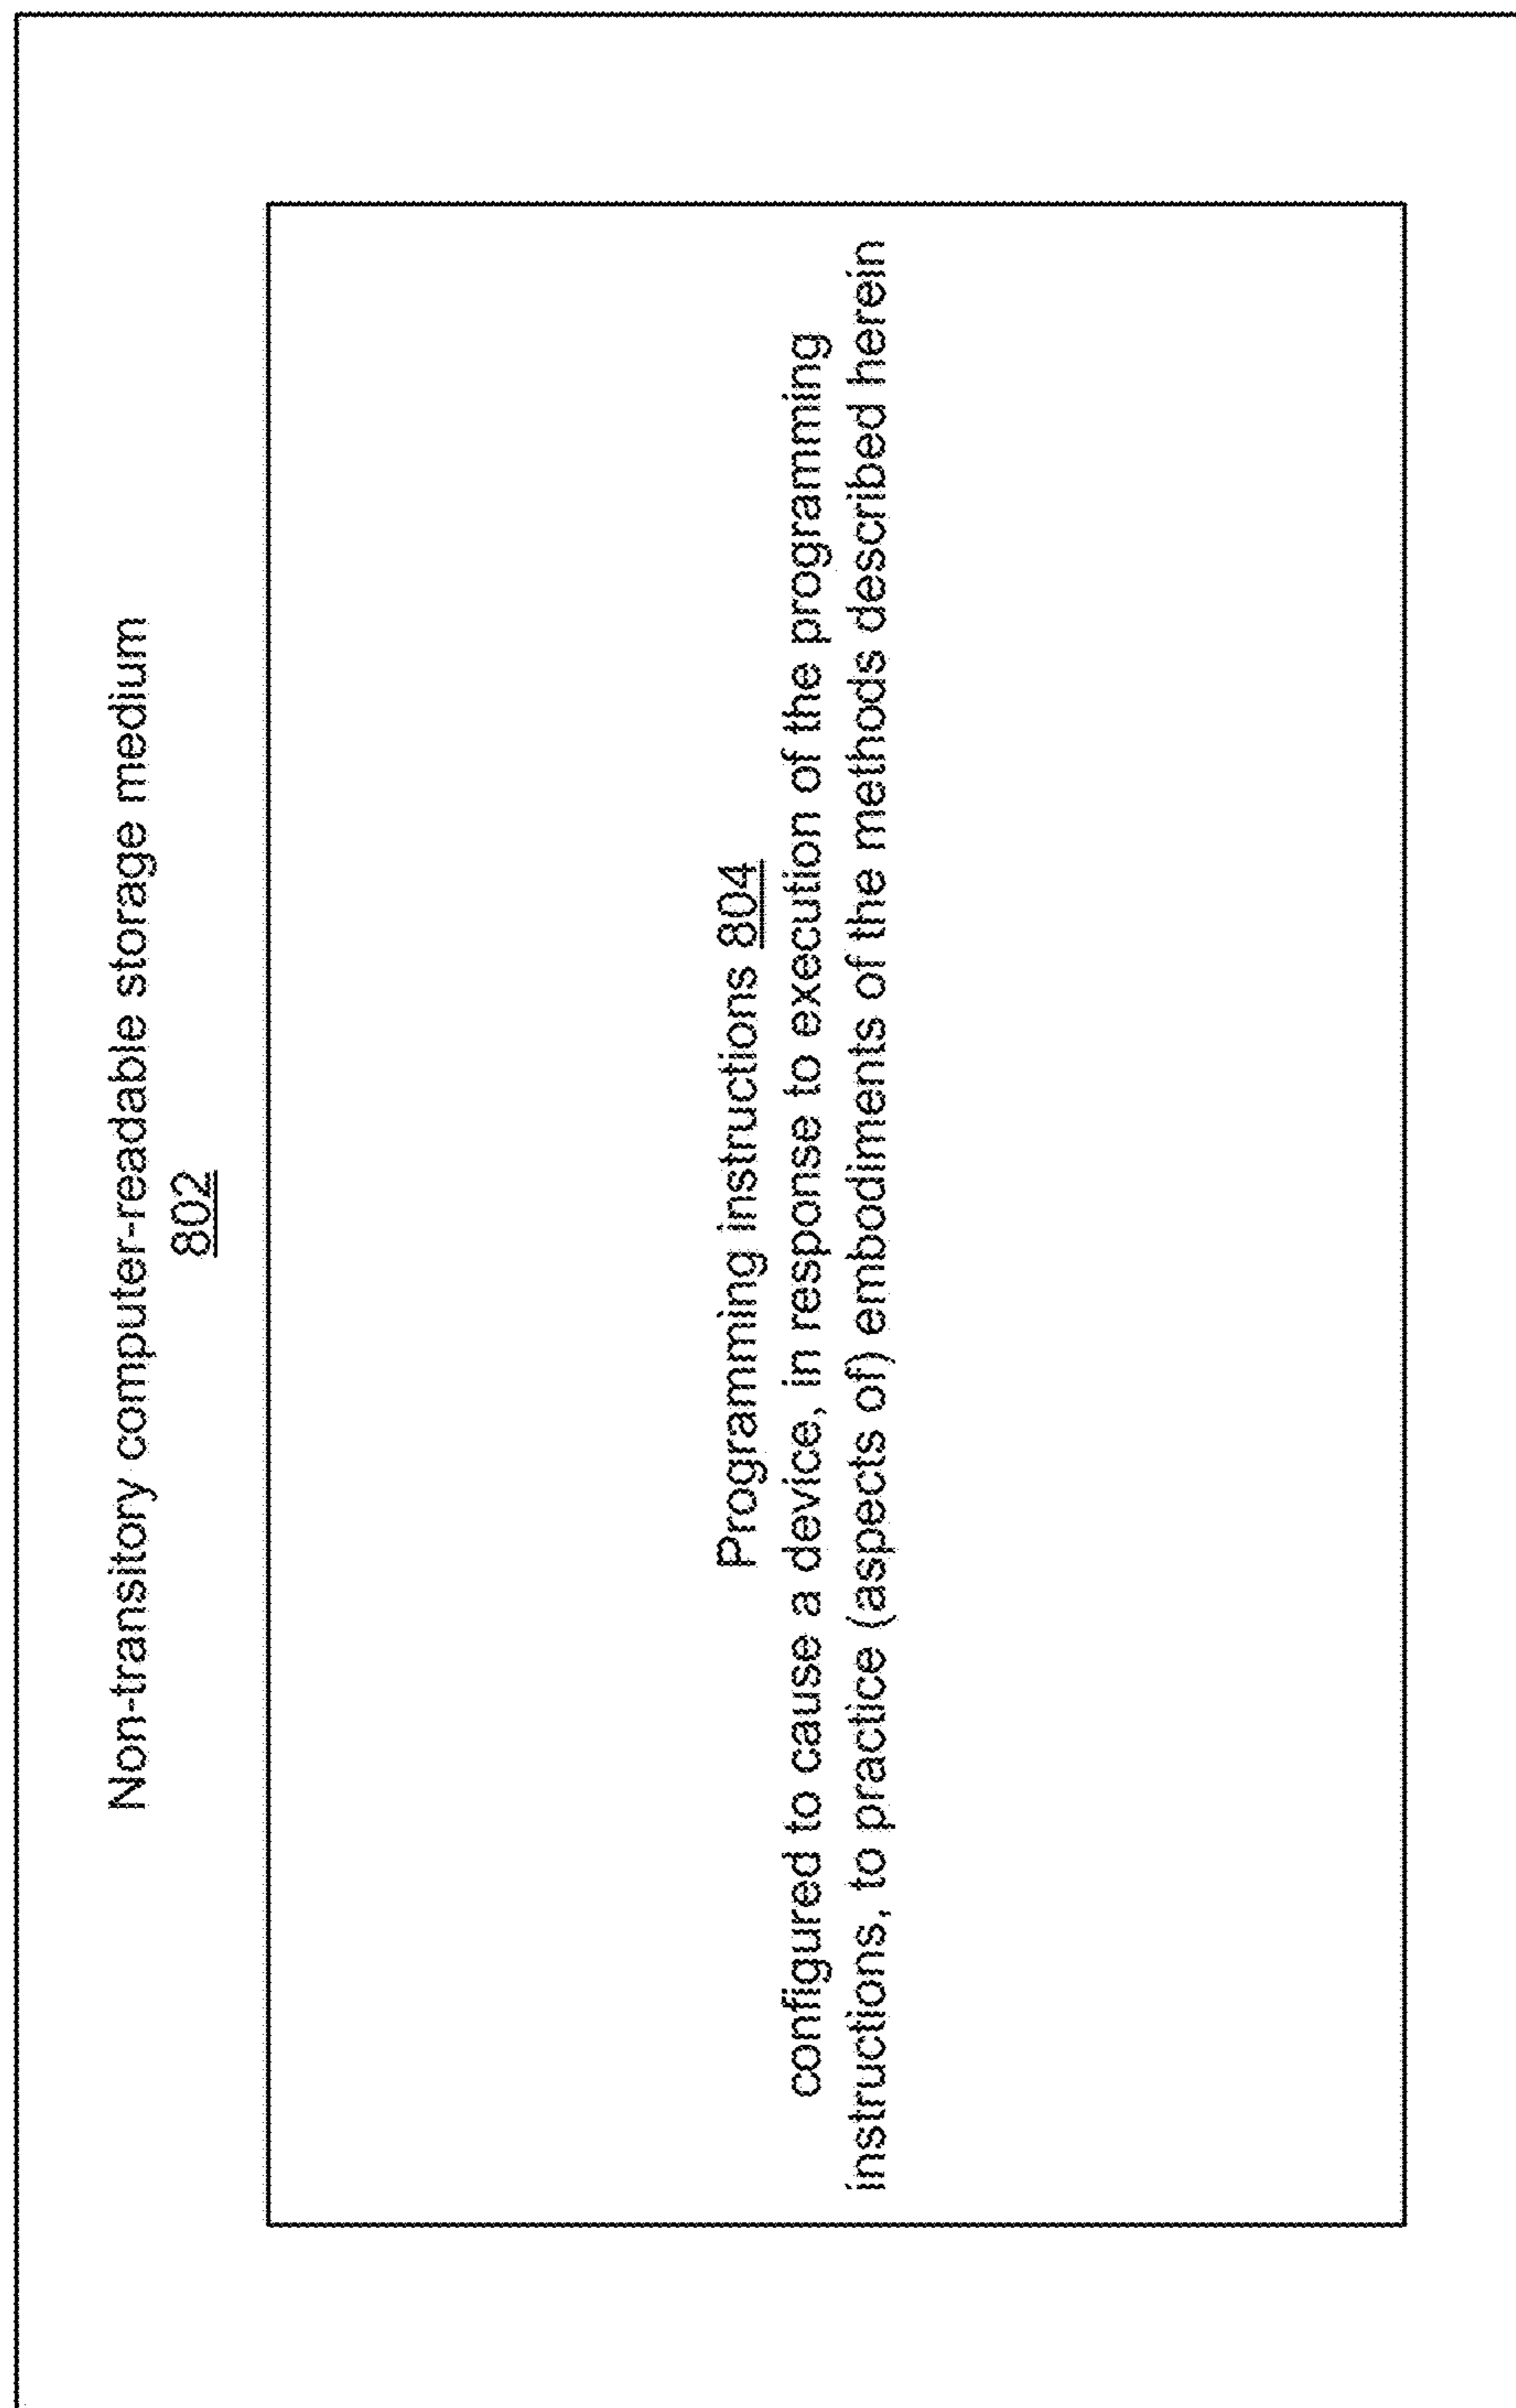 Non-transitory computer-readable storage medium
802
Programming instructions 804
configured to cause a device, in response to execution of the programming
instructions, to practice (aspects of) embodiments of the methods described herein